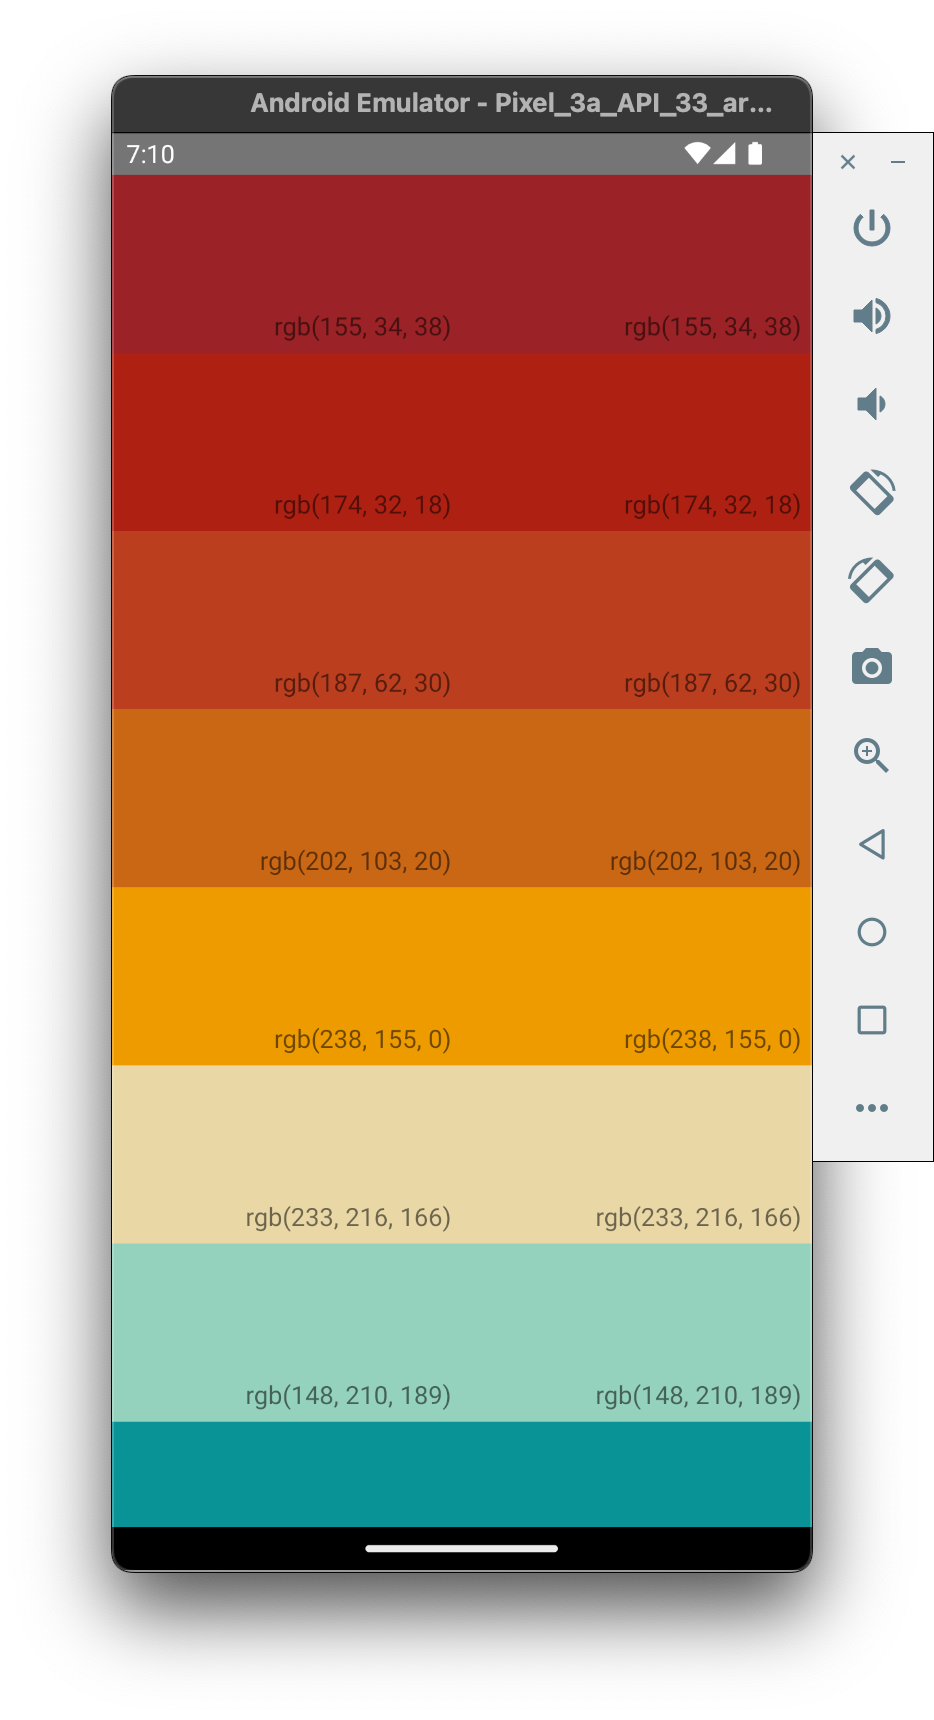 Android Emulator - Pixel_3a_API_33_ar...
7:10
rgb(155, 34, 38) rgb(155, 34, 38)
rgb(174, 32, 18) rgb(174, 32, 18)
rgb(187, 62, 30) rgb(187, 62, 30)
rgb(202, 103, 20) rgb(202, 103, 20)
rgb(238, 155, 0) rgb(238, 155, 0)
rgb(233, 216, 166) rgb(233, 216, 166)
rgb(148, 210, 189) rgb(148, 210, 189)